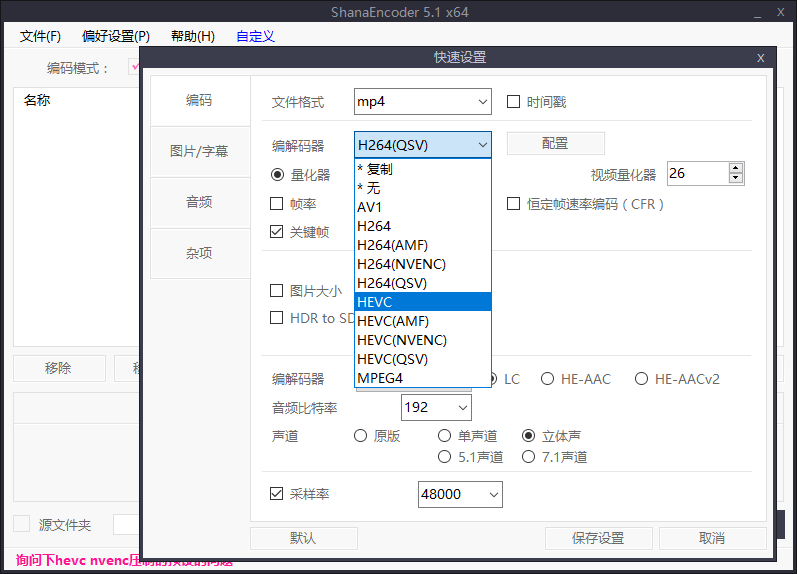 ShanaEncoder 5.1 x64
文件(F) 偏好设置(P) 帮助(H) 自定义
编码模式：
快速设置
名称
编码
图片/字幕
音频
杂项
文件格式 mp4 时间戳
编解码器 H264(QSV) 配置
量化器 视频量化器 26
帧率 恒定帧速率编码 ( CFR )
关键帧
* 复制
* 无
AV1
H264
H264(AMF)
H264(NVENC)
H264(QSV)
HEVC
HEVC(AMF)
HEVC(NVENC)
HEVC(QSV)
MPEG4
图片大小
HDR to SD
编解码器 LC HE-AAC HE-AACv2
音频比特率 192
声道 原版 单声道 立体声
5.1声道 7.1声道
采样率 48000
默认 保存设置 取消
移除
源文件夹
询问下hevc nvenc压制的预设的问题